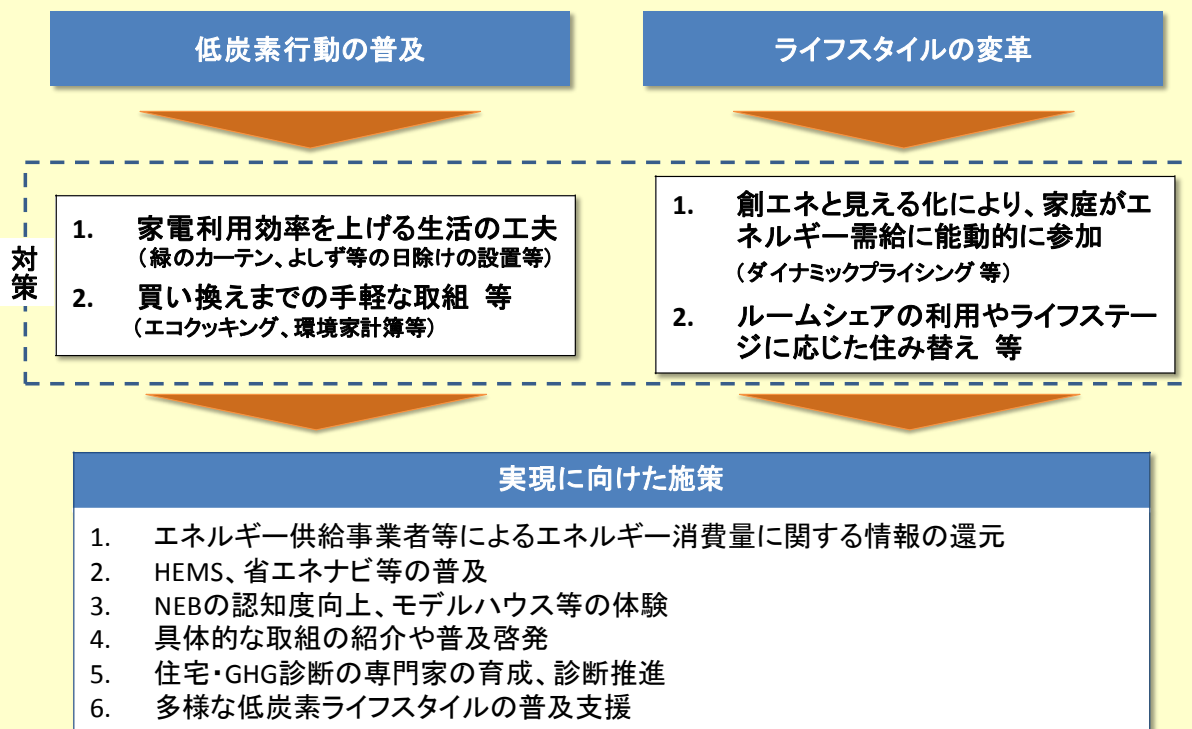 低炭素行動の普及
ライフスタイルの変革
対策
1. 家電利用効率を上げる生活の工夫
（緑のカーテン、よしず等の日除けの設置等）
2. 買い換えまでの手軽な取組 等
（エコクッキング、環境家計簿等）
1. 創エネと見える化により、家庭がエ
ネルギー需給に能動的に参加
（ダイナミックプライシング 等）
2. ルームシェアの利用やライフステー
ジに応じた住み替え 等
実現に向けた施策
1. エネルギー供給事業者等によるエネルギー消費量に関する情報の還元
2. HEMS、省エネナビ等の普及
3. NEBの認知度向上、モデルハウス等の体験
4. 具体的な取組の紹介や普及啓発
5. 住宅・GHG診断の専門家の育成、診断推進
6. 多様な低炭素ライフスタイルの普及支援